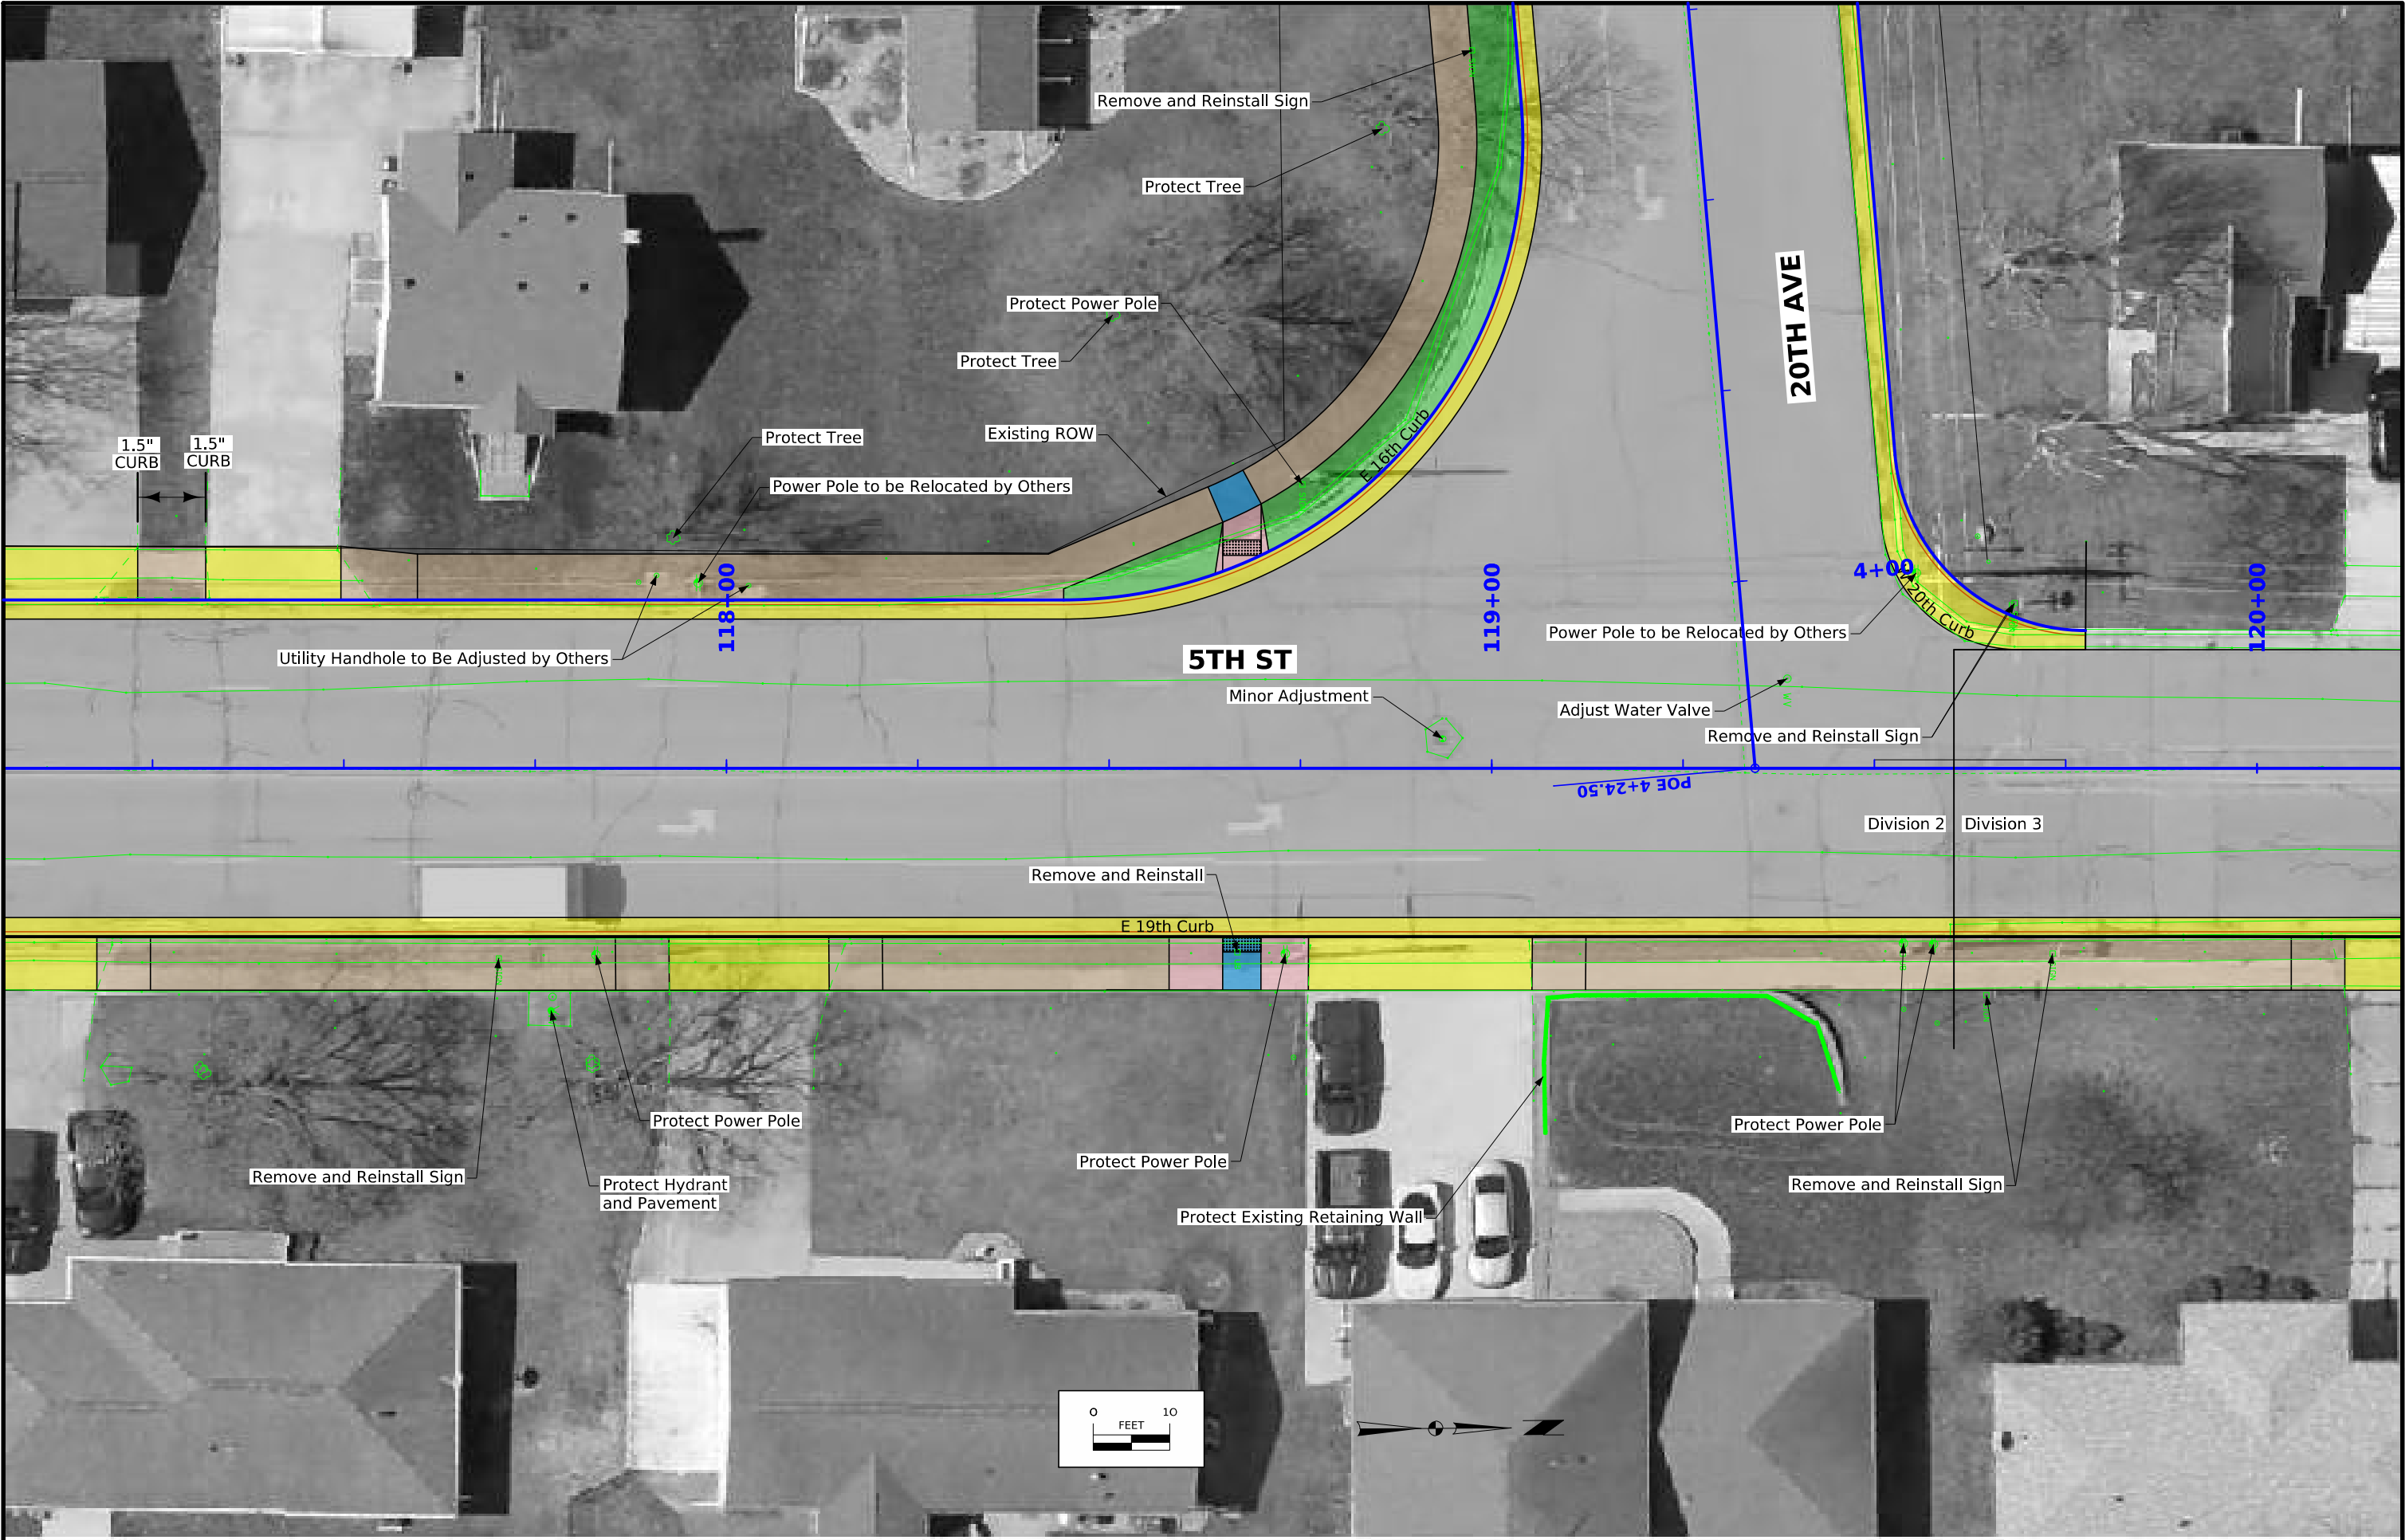 Remove and Reinstall Sign
Protect Tree
Protect Power Pole
Protect Tree
20TH AVE
1.5"
CURB
1.5"
CURB
Protect Tree
Existing ROW
E 16th Curb
Power Pole to be Relocated by Others
118+00
119+00
4+00
120+00
20th Curb
Power Pole to be Relocated by Others
Utility Handhole to Be Adjusted by Others
5TH ST
Minor Adjustment
Adjust Water Valve
WV
Remove and Reinstall Sign
POE 4+24.50
Division 2
Division 3
Remove and Reinstall
E 19th Curb
Protect Power Pole
Protect Power Pole
Remove and Reinstall Sign
Protect Hydrant
and Pavement
Protect Power Pole
Remove and Reinstall Sign
Protect Existing Retaining Wall
0
10
FEET